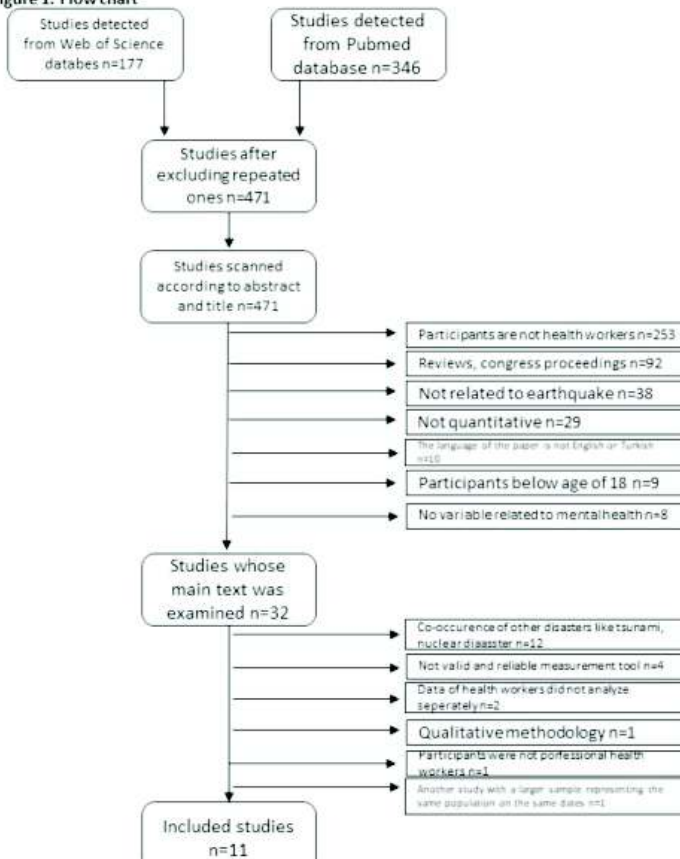 Figure 1. Flow chart
Studies detected
from Web of Science
databes n=177
Studies detected
from Pubmed
database n=346
Studies after
excluding repeated
ones n=471
Studies scanned
according to abstract
and title n=471
Participants are not health workers n=253
Reviews, congress proceedings n=92
Not related to earthquake n=38
Not quantitative n=29
The language of the paper is not English or Turkish
n=10
Participants below age of 18 n=9
No variable related to mental health n=8
Studies whose
main text was
examined n=32
Co-occurence of other disasters like tsunami,
nuclear diaasster n=12
Not valid and reliable measurement tool n=4
Data of health workers did not analyze
seperately n=2
Qualitative methodology n=1
Participants were not porfessional health
workers n=1
Another study with a larger sample representing the
same population on the same dates n=1
Included studies
n=11